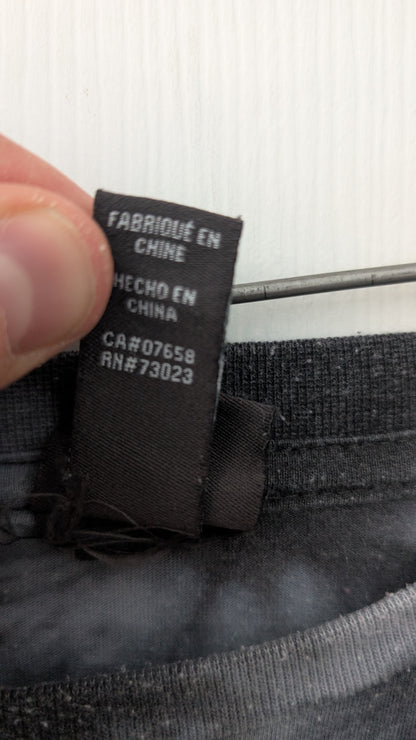 FABRIQUÉ EN
CHINE
HECHO EN
CHINA
CA#07658
RN#73023